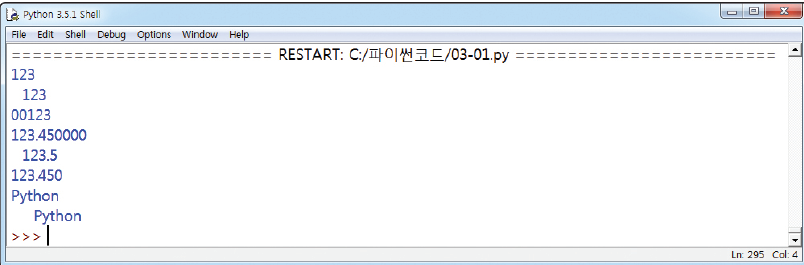 Python 3.5.1 Shell
File Edit Shell Debug Options Window Help
======================== RESTART: C:/파이썬코드/03-01.py ========================
123
  123
00123
123.450000
  123.5
123.450
Python
    Python
>>>
Ln: 295 Col: 4